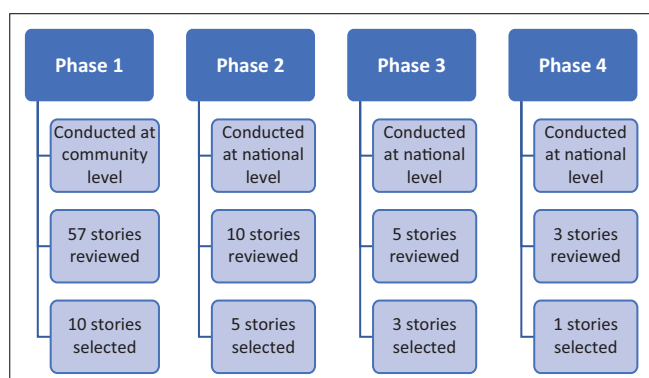 Phase 1
Conducted at
community
level
57 stories
reviewed
10 stories
selected
Phase 2
Conducted
at national
level
10 stories
reviewed
5 stories
selected
Phase 3
Conducted
at national
level
5 stories
reviewed
3 stories
selected
Phase 4
Conducted
at national
level
3 stories
reviewed
1 stories
selected